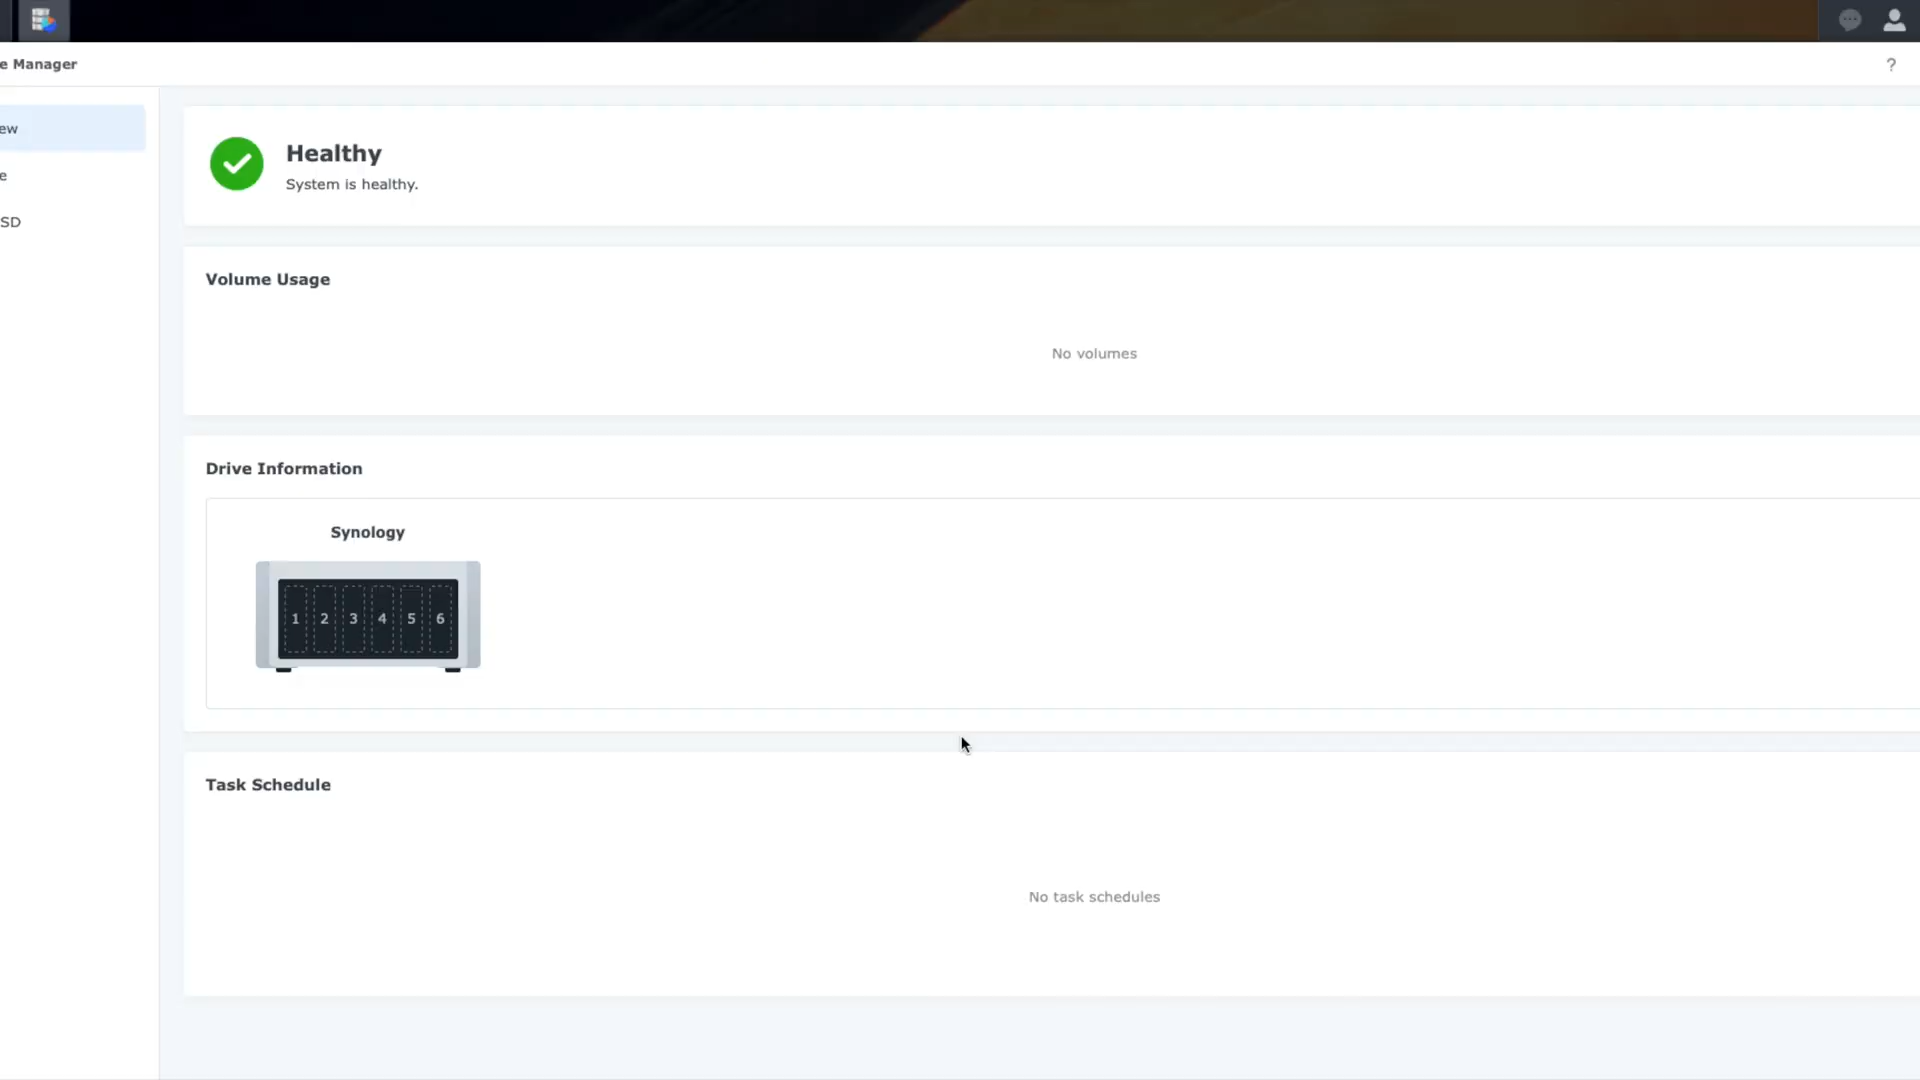 e Manager
?
ew
e
SD
Healthy
System is healthy.
Volume Usage
No volumes
Drive Information
Synology
1 2 3 4 5 6
Task Schedule
No task schedules